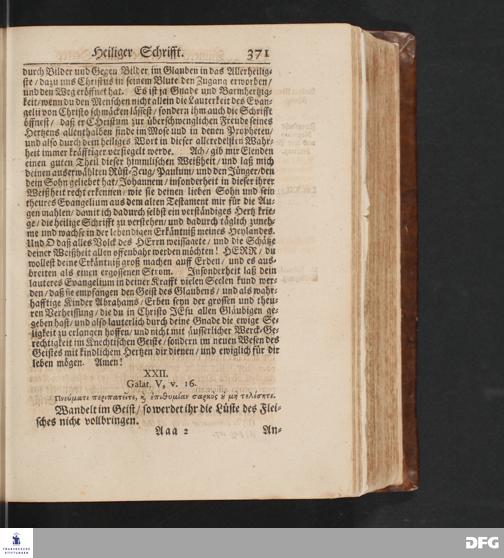 Heiliger Schrifft. 371
durch Bilder und Gegen Bilder im Glauben in das Allerheilig-
ste / dazu uns Christus in seinem Blute den Zugang erworben /
und den Weg eröffnet hat. Es ist ja Gnade und Barmhertzig-
keit / wenn du den Menschen nicht allein die Lauterkeit des Evan-
gelii von Christo schmäcken lässest / sondern ihm auch die Schrifft
öffnest / daß er CHristum zur überschwenglichen Freude seines
Hertzens allenthalben finde im Mose und in denen Propheten /
und also durch dein heiliges Wort in dieser alleredelsten Wahr-
heit immer kräfftiger versiegelt werde. Ach / gib mir Elenden
einen guten Theil dieser himmlischen Weißheit / und laß mich
deinen auserwählten Rüst-Zeug / Paulum / und den Jünger / den
dein Sohn geliebet hat / Johannem / insonderheit in dieser ihrer
Weißheit recht erkennen / wie sie deinen lieben Sohn und sein
theures Evangelium aus dem alten Testament mir für die Au-
gen mahlen / damit ich dadurch selbst ein verständiges Hertz krie-
ge / die heilige Schrifft zu verstehen / und dadurch täglich zuneh-
me und wachse in der lebendigen Erkäntniß meines Heylandes.
Und O daß alles Volck des HErrn weissagete / und die Schätze
deiner Weißheit allen offenbahr werden möchten! HERR / du
wollest deine Erkäntniß groß machen auff Erden / und es aus-
breiten als einen ergossenen Strom. Insonderheit laß dein
lauteres Evangelium in deiner Krafft vielen Seelen kund wer-
den / daß sie empfangen den Geist des Glaubens / und als wahr-
hafftige Kinder Abrahams / Erben seyn der grossen und theu-
ren Verheissung / die du in Christo JEsu allen Gläubigen ge-
geben hast / und also lauterlich durch deine Gnade die ewige Se-
ligkeit zu erlangen hoffen / und nicht mit äusserlicher Werck-Ge-
rechtigkeit im Knechtischen Geiste / sondern im neuen Wesen des
Geistes mit kindlichem Hertzen dir dienen / und ewiglich für dir
leben mögen. Amen!
XXII.
Galat. V, v. 16.
Πνεύματι περιπατεῖτε, κ̀ ἐπιθυμίαν σαρκὸς ȣ μὴ τελέσητε.
Wandelt im Geist / so werdet ihr die Lüste des Flei-
sches nicht vollbringen.
Aaa 2 An-
FRANCKESCHE
STIFTUNGEN
DFG